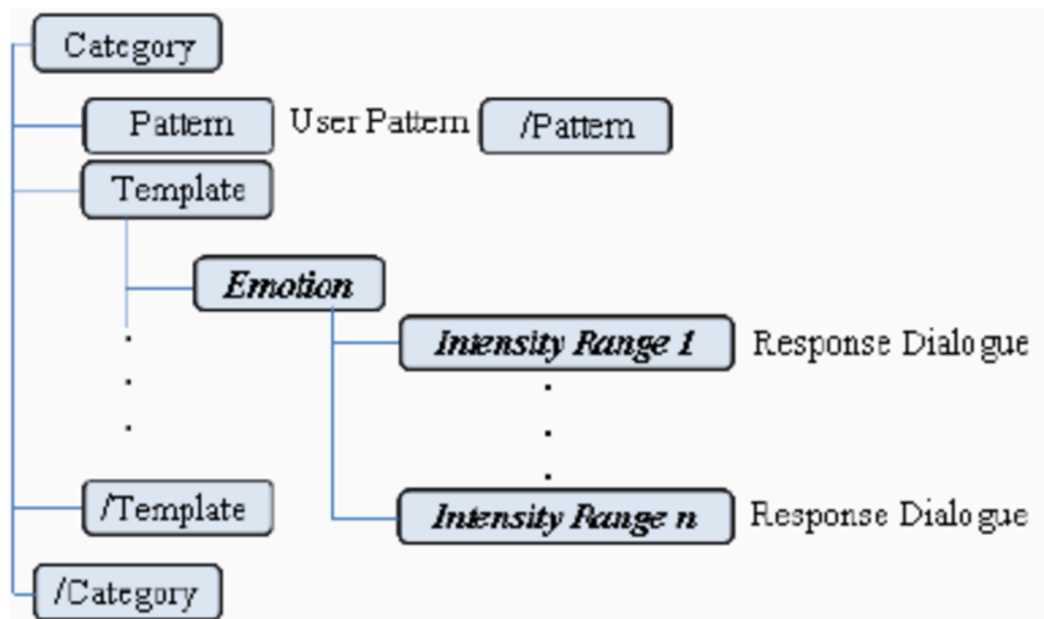 Category
Pattern User Pattern /Pattern
Template
Emotion
Intensity Range 1 Response Dialogue
.
.
.
.
.
.
/Template
Intensity Range n Response Dialogue
/Category